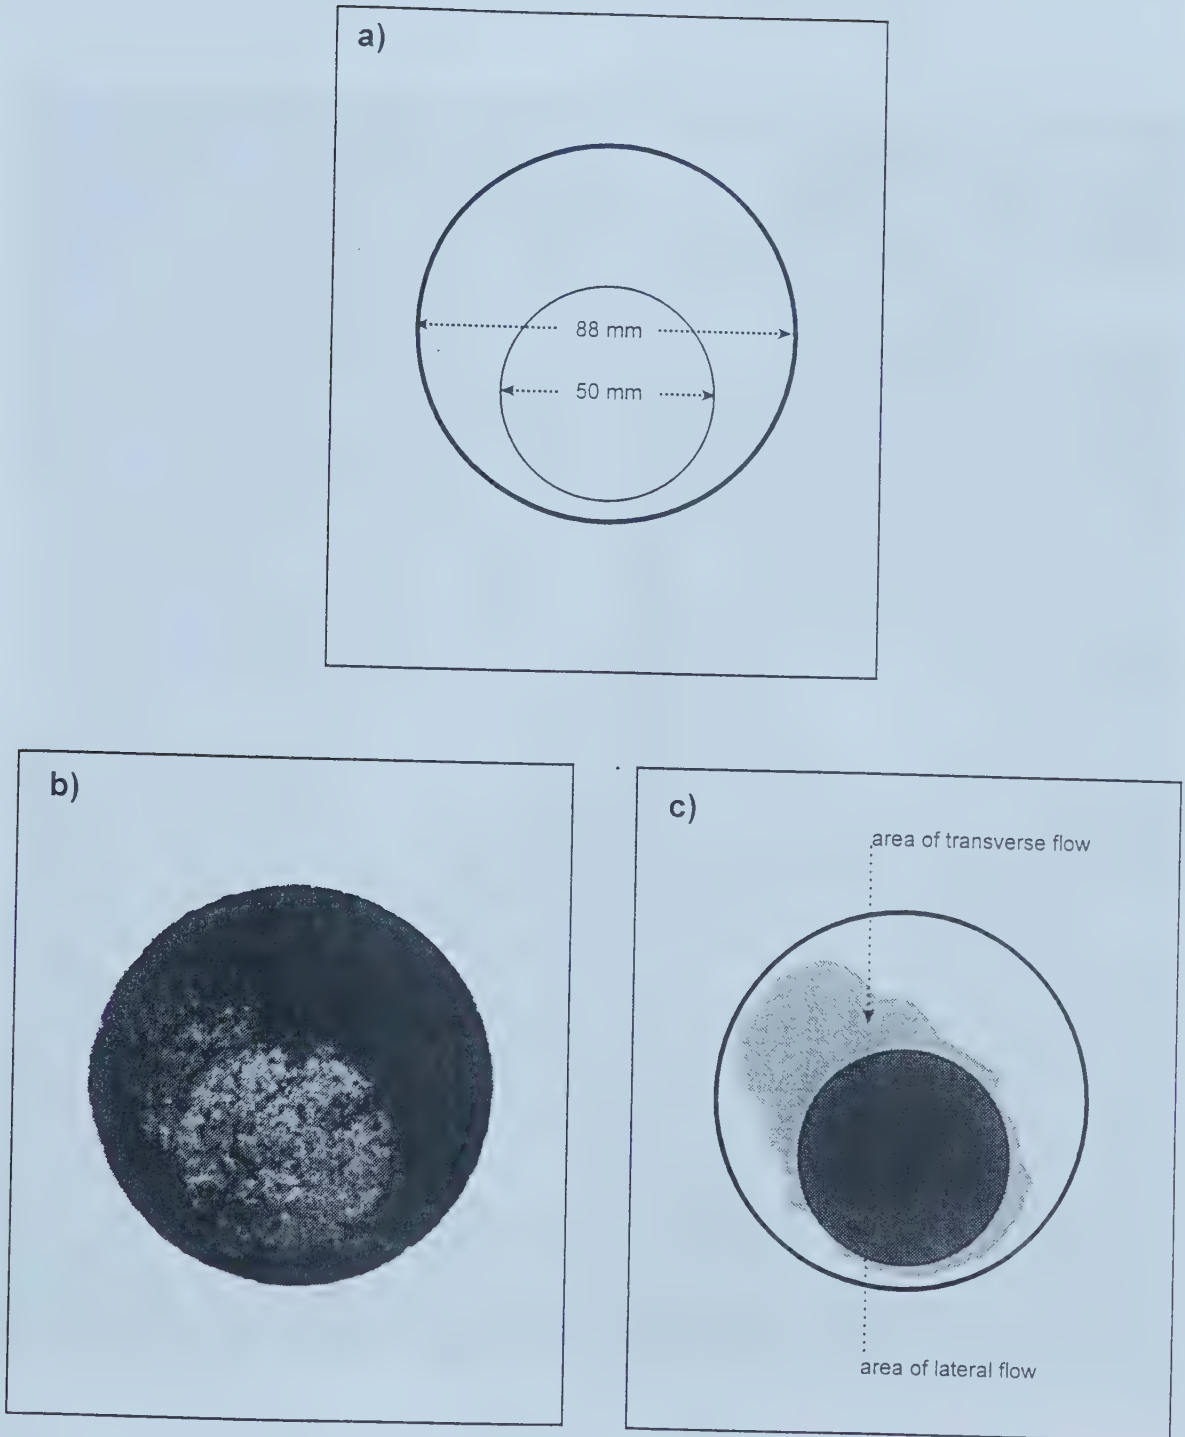 a)
88 mm
50 mm
b)
c)
area of transverse flow
area of lateral flow